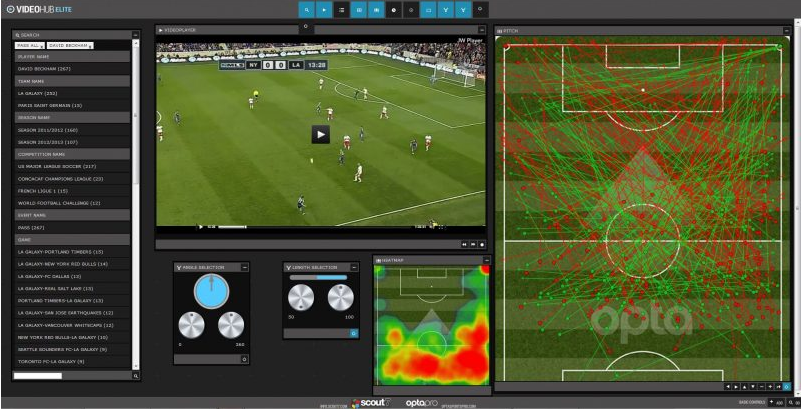 VIDEOHUB ELITE
SEARCH
PASS ALL
DAVID BECKHAM
PLAYER NAME
DAVID BECKHAM (267)
TEAM NAME
LA GALAXY (252)
PARIS SAINT GERMAIN (15)
SEASON NAME
SEASON 2011/2012 (160)
SEASON 2012/2013 (107)
COMPETITION NAME
US MAJOR LEAGUE SOCCER (217)
CONCACAF CHAMPIONS LEAGUE (23)
FRENCH LIGUE 1 (15)
WORLD FOOTBALL CHALLENGE (12)
EVENT NAME
PASS (267)
GAME
LA GALAXY-PORTLAND TIMBERS (15)
LA GALAXY-NEW YORK RED BULLS (14)
LA GALAXY-FC DALLAS (13)
LA GALAXY-REAL SALT LAKE (13)
PORTLAND TIMBERS-LA GALAXY (13)
LA GALAXY-SAN JOSE EARTHQUAKES (12)
LA GALAXY-VANCOUVER WHITECAPS (12)
NEW YORK RED BULLS-LA GALAXY (10)
SEATTLE SOUNDERS FC-LA GALAXY (9)
TORONTO FC-LA GALAXY (9)
VIDEOPLAYER
JW Player
MLS NY 0 0 LA 13:28
ANGLE SELECTION
0 360
LENGTH SELECTION
50 100
HEATMAP
PITCH
opta
INFO.SCOUT7.COM
scout7
optapro
OPTASPORTSPRO.COM